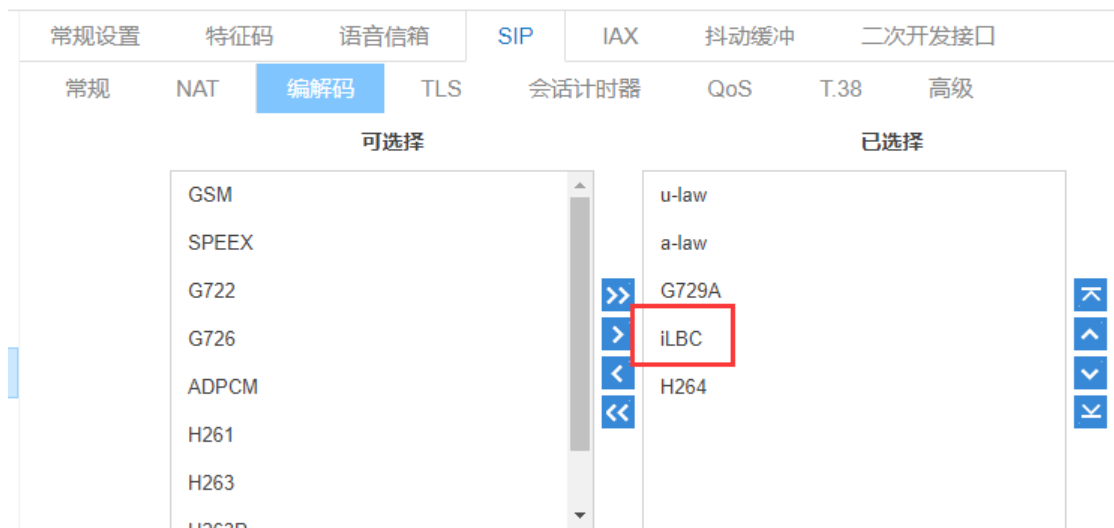 常规设置 特征码 语音信箱 SIP IAX 抖动缓冲 二次开发接口
常规 NAT 编解码 TLS 会话计时器 QoS T.38 高级
可选择 已选择
GSM u-law
SPEEX a-law
G722 G729A
G726 iLBC
ADPCM H264
H261
H263